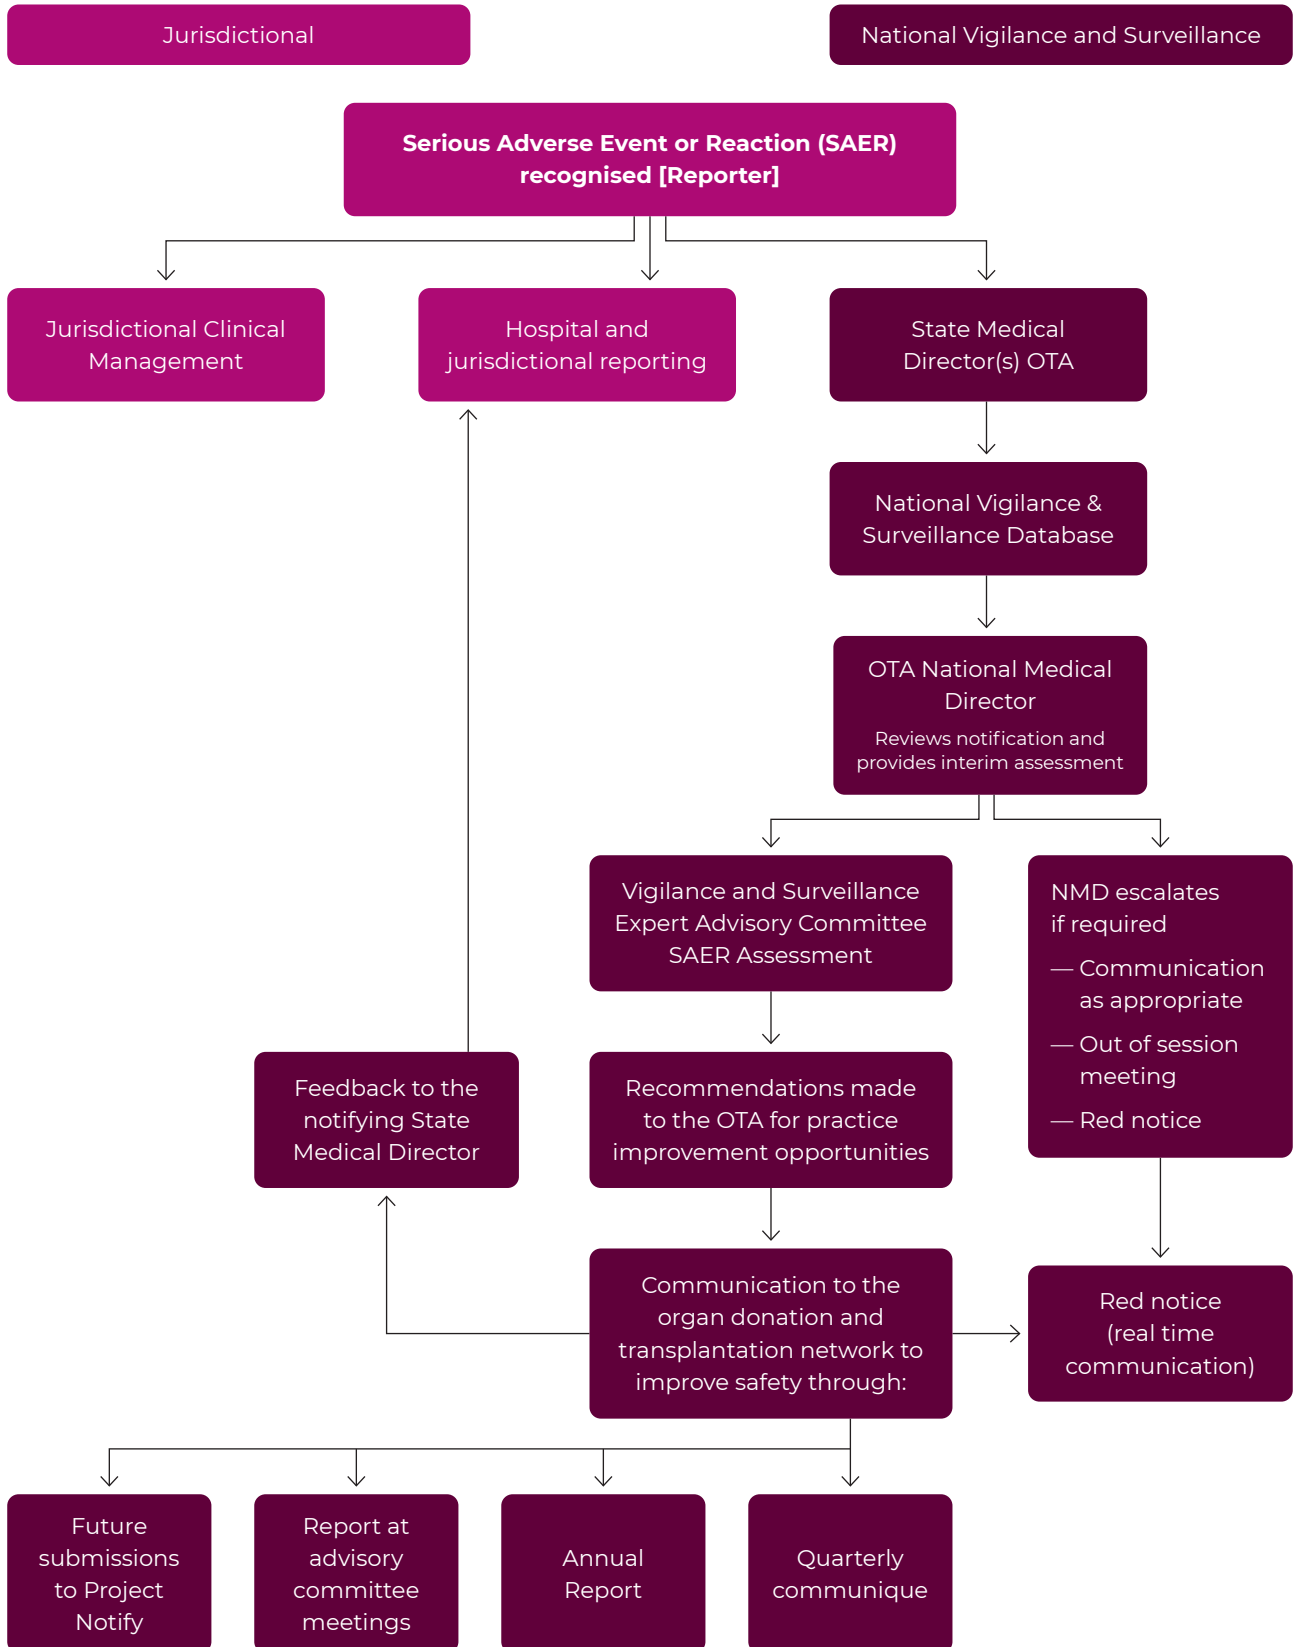 Jurisdictional
National Vigilance and Surveillance
Serious Adverse Event or Reaction (SAER)
recognised [Reporter]
Jurisdictional Clinical
Management
Hospital and
jurisdictional reporting
State Medical
Director(s) OTA
National Vigilance &
Surveillance Database
OTA National Medical
Director
Reviews notification and
provides interim assessment
Vigilance and Surveillance
Expert Advisory Committee
SAER Assessment
NMD escalates
if required
— Communication
as appropriate
— Out of session
meeting
— Red notice
Feedback to the
notifying State
Medical Director
Recommendations made
to the OTA for practice
improvement opportunities
Communication to the
organ donation and
transplantation network to
improve safety through:
Red notice
(real time
communication)
Future
submissions
to Project
Notify
Report at
advisory
committee
meetings
Annual
Report
Quarterly
communique